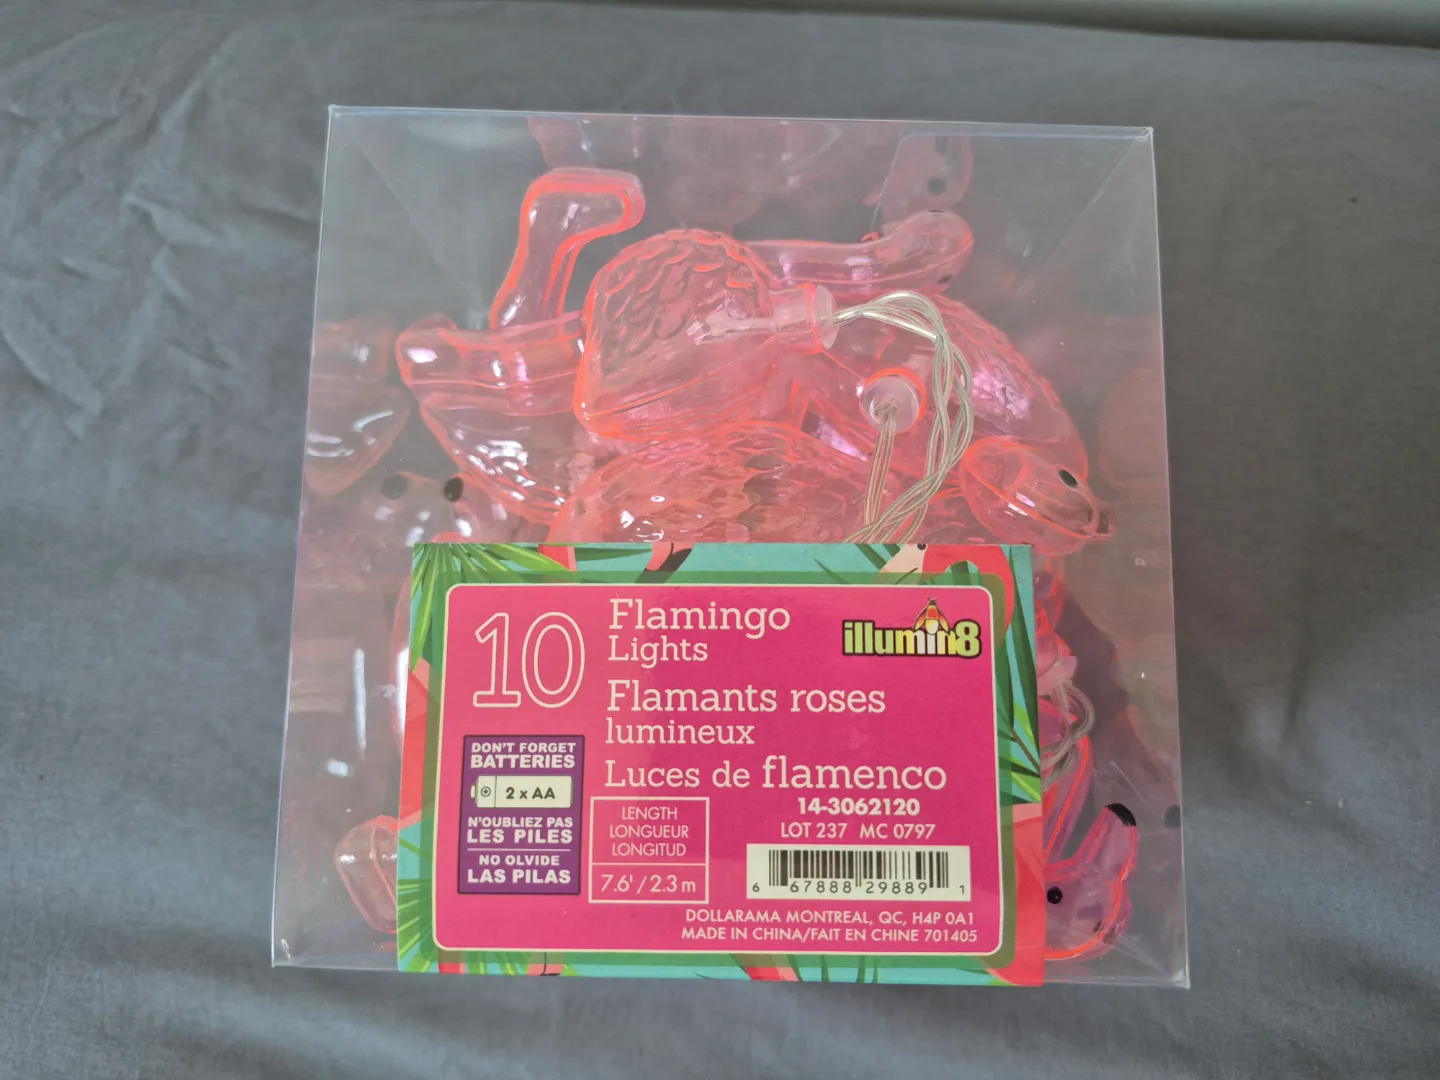 10
Flamingo
Lights
illumin8
Flamants roses
lumineux
Luces de flamenco
14-3062120
LOT 237 MC 0797
DON'T FORGET
BATTERIES
2 x AA
N'OUBLIEZ PAS
LES PILES
NO OLVIDE
LAS PILAS
LENGTH
LONGUEUR
LONGITUD
7.6' / 2.3 m
6 67888 29889 1
DOLLARAMA MONTREAL, QC, H4P 0A1
MADE IN CHINA/FAIT EN CHINE 701405